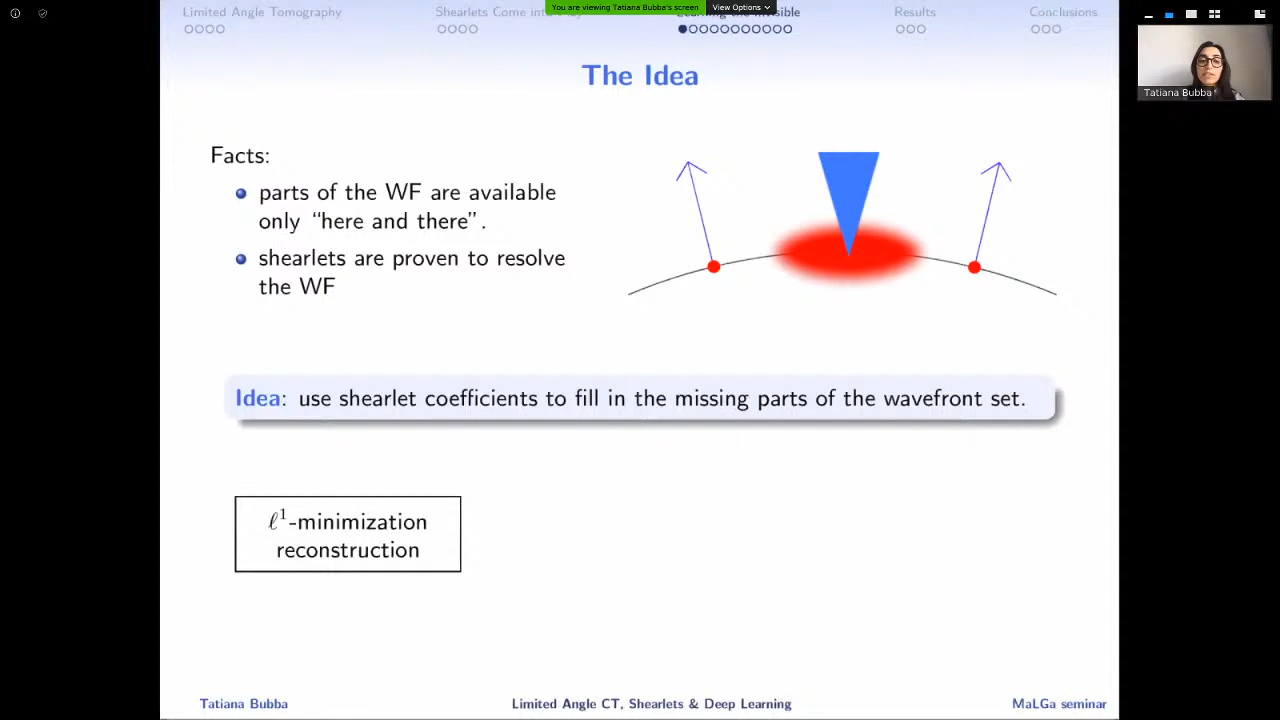 You are viewing Tatiana Bubba's screen View Options
Limited Angle Tomography Shearlets Come into Learning the Invisible Results Conclusions
The Idea
Tatiana Bubba
Facts:
parts of the WF are available
only “here and there”.
shearlets are proven to resolve
the WF
Idea: use shearlet coefficients to fill in the missing parts of the wavefront set.
ℓ¹-minimization
reconstruction
Tatiana Bubba Limited Angle CT, Shearlets & Deep Learning MaLGa seminar